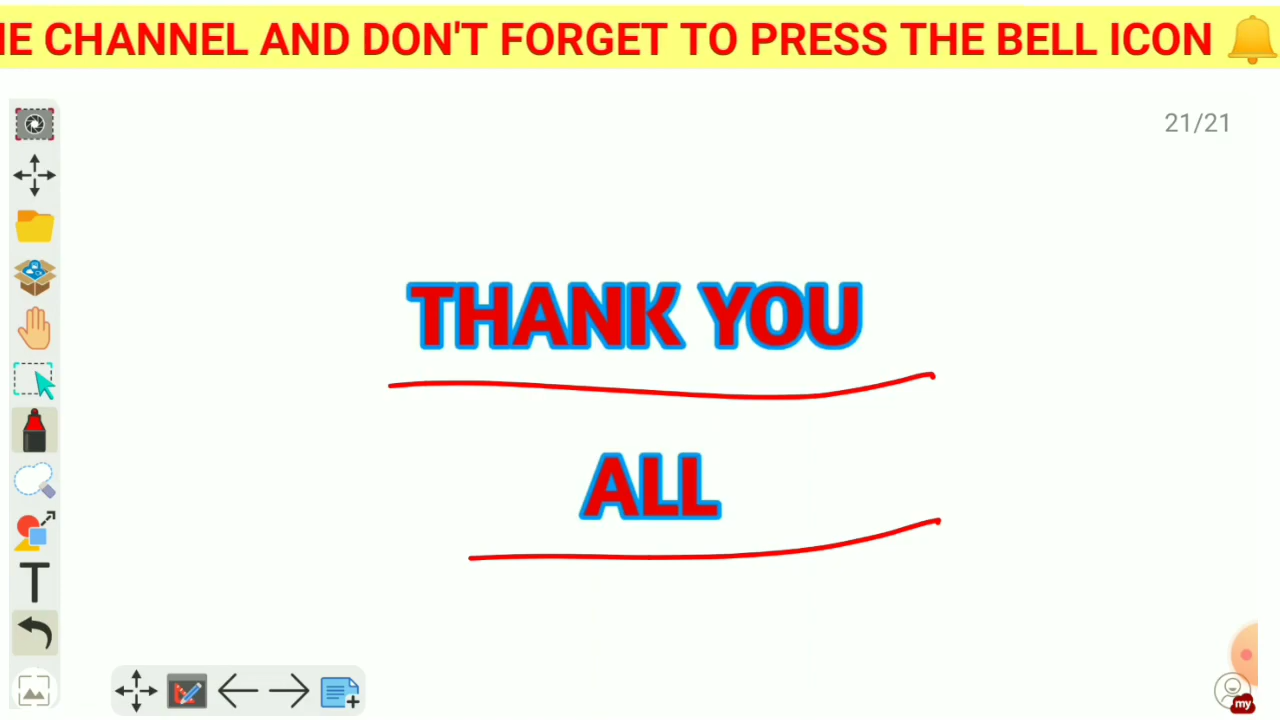 E CHANNEL AND DON'T FORGET TO PRESS THE BELL ICON
21/21
THANK YOU
ALL
T
my